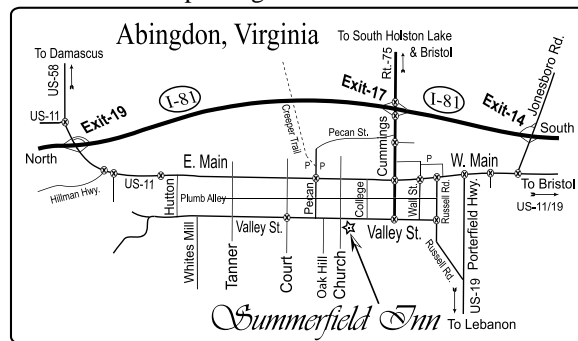 Abingdon, Virginia
To Damascus
US-58
US-11
Exit-19
I-81
North
Creeper Trail
To South Holston Lake
& Bristol
Rt.-75
Exit-17
I-81
Exit-14
Jonesboro Rd.
South
Pecan St.
Cummings
P
P
P
E. Main
W. Main
US-11
Hillman Hwy.
To Bristol
US-11/19
Hutton
Plumb Alley
Pecan
College
Wall St.
Russell Rd.
Porterfield Hwy.
Valley St.
Valley St.
Whites Mill
Tanner
Court
Oak Hill
Church
Russell Rd.
US-19
Summerfield Inn
To Lebanon